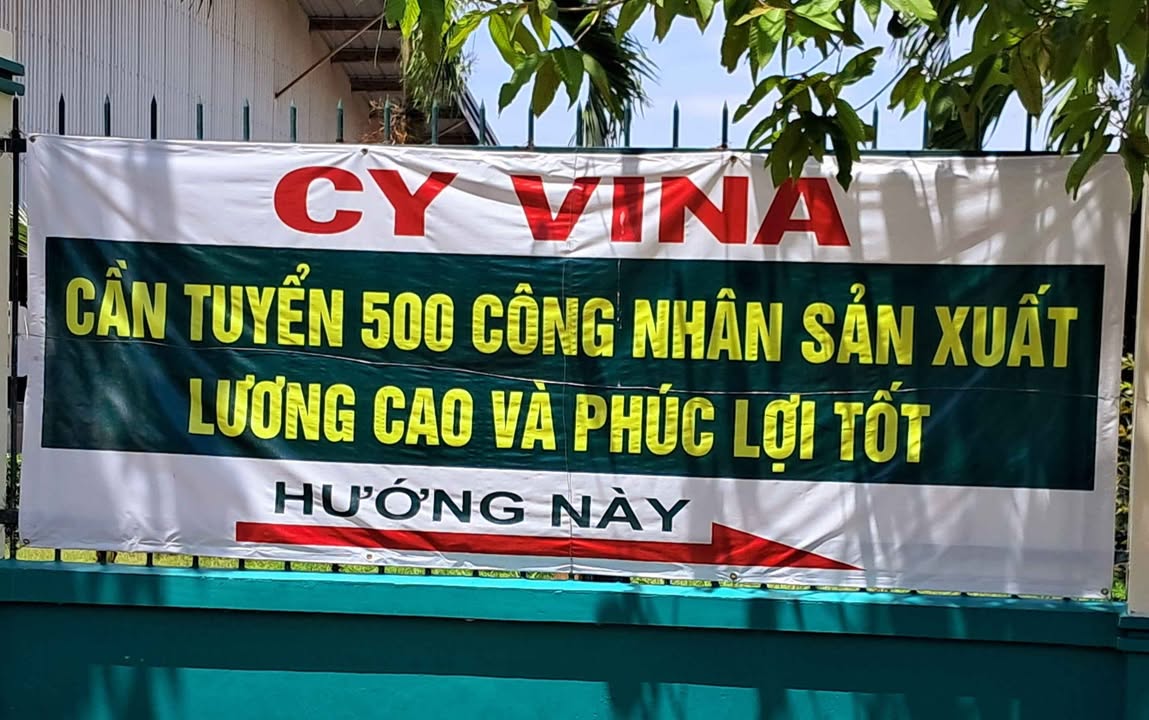 CY VINA
CẦN TUYỂN 500 CÔNG NHÂN SẢN XUẤT
LƯƠNG CAO VÀ PHÚC LỢI TỐT
HƯỚNG NÀY